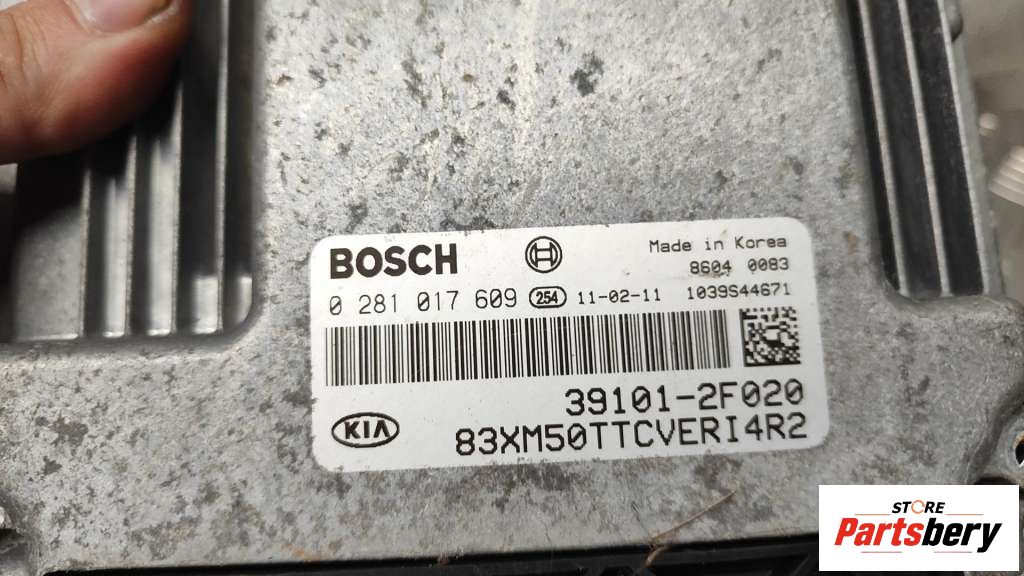 BOSCH
Made in Korea
8604 0083
0 281 017 609 254 11-02-11 1039S44671
39101-2F020
KIA
83XM50TTCVERI4R2
STORE
Partsbery